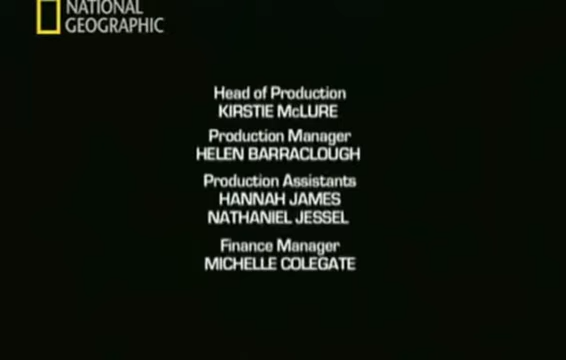 NATIONAL
GEOGRAPHIC
Head of Production
KIRSTIE McLURE
Production Manager
HELEN BARRACLOUGH
Production Assistants
HANNAH JAMES
NATHANIEL JESSEL
Finance Manager
MICHELLE COLEGATE